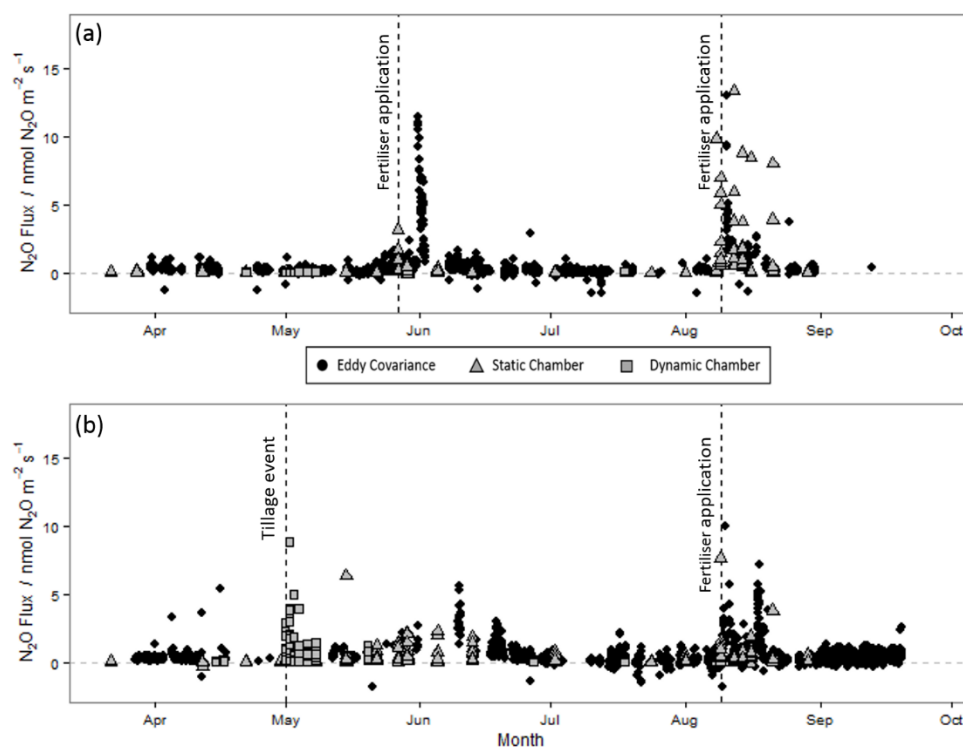 (a)
N₂O Flux / nmol N₂O m⁻² s⁻¹
15
10
5
0
Fertiliser application
Fertiliser application
Apr May Jun Jul Aug Sep Oct
Eddy Covariance Static Chamber Dynamic Chamber
(b)
N₂O Flux / nmol N₂O m⁻² s⁻¹
15
10
5
0
Tillage event
Fertiliser application
Apr May Jun Jul Aug Sep Oct
Month